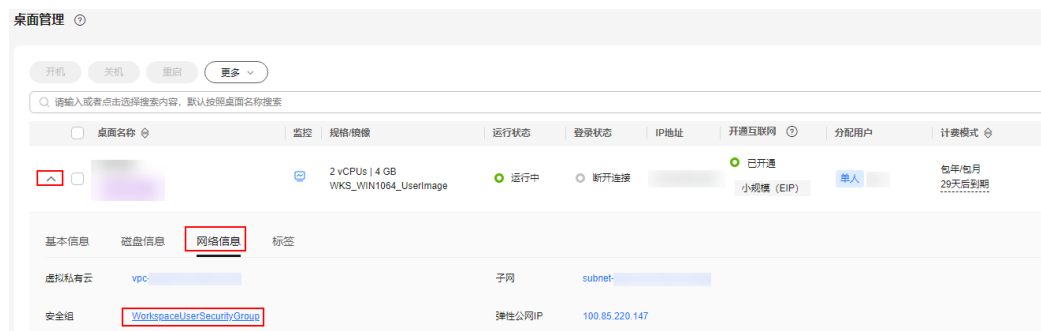 桌面管理
开机 关机 重启 更多
请输入或者点击选择搜索内容，默认按照桌面名称搜索
桌面名称 监控 规格/镜像 运行状态 登录状态 IP地址 开通互联网 分配用户 计费模式
2 vCPUs | 4 GB
WKS_WIN1064_UserImage
运行中 断开连接
已开通
小规模（EIP）
单人
包年/包月
29天后到期
基本信息 磁盘信息 网络信息 标签
虚拟私有云 vpc- 子网 subnet-
安全组 WorkspaceUserSecurityGroup 弹性公网IP 100.85.220.147